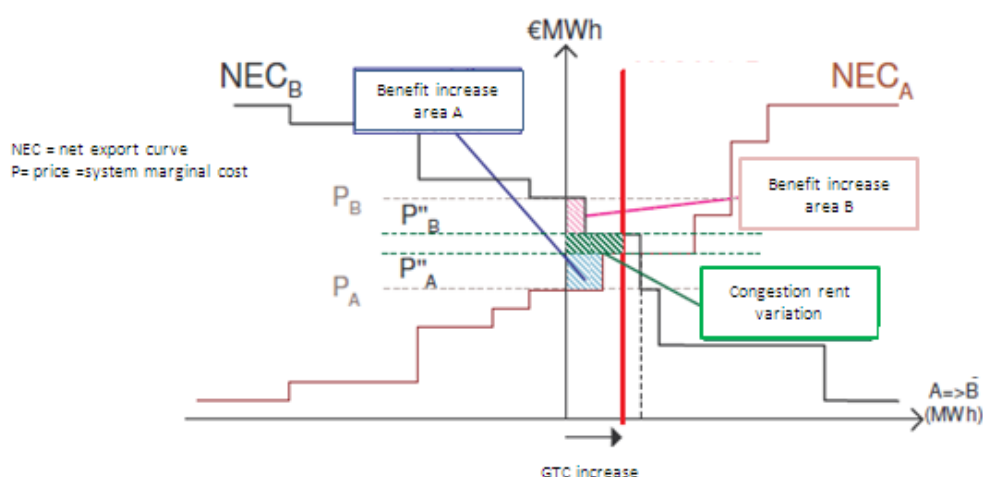 €MWh
NEC_B
Benefit increase
area A
NEC_A
NEC = net export curve
P= price =system marginal cost
P_B
P"_B
Benefit increase
area B
P"_A
P_A
Congestion rent
variation
A=>B
(MWh)
GTC increase